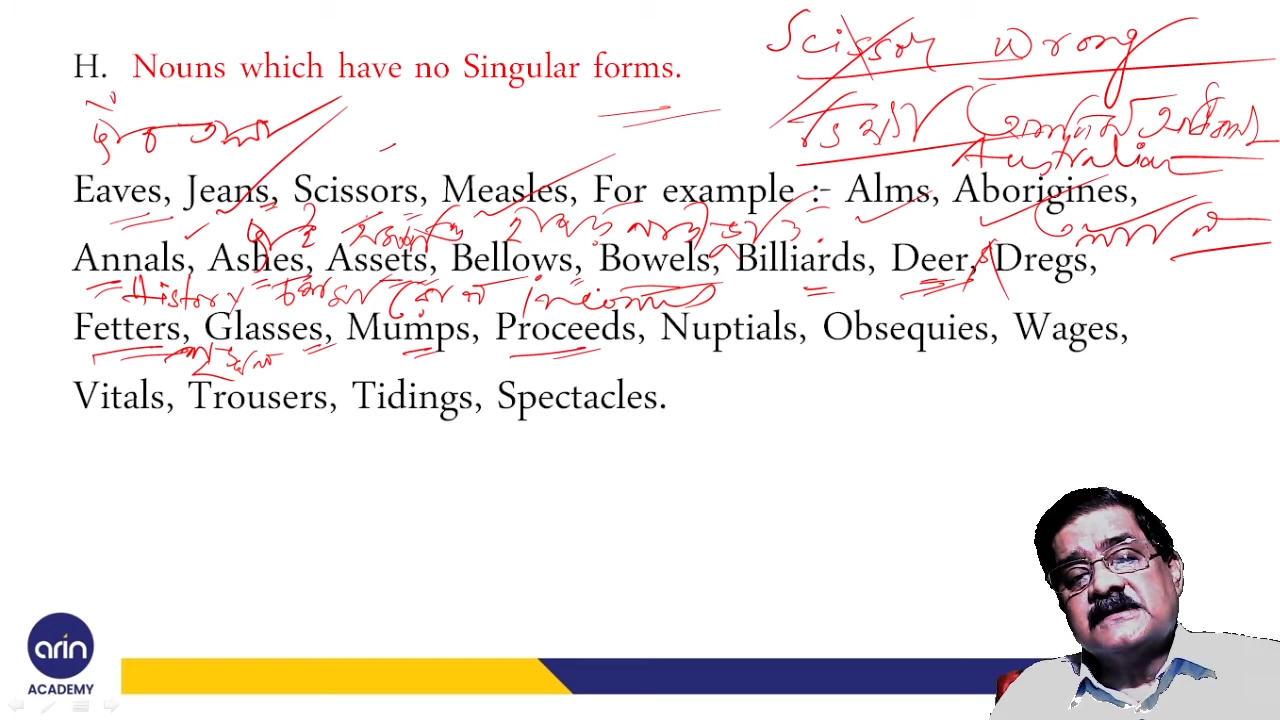 Scissor Wrong
H. Nouns which have no Singular forms.
Australian
Eaves, Jeans, Scissors, Measles, For example :- Alms, Aborigines,
Annals, Ashes, Assets, Bellows, Bowels, Billiards, Deer, Dregs,
History
Fetters, Glasses, Mumps, Proceeds, Nuptials, Obsequies, Wages,
Vitals, Trousers, Tidings, Spectacles.
arin
ACADEMY